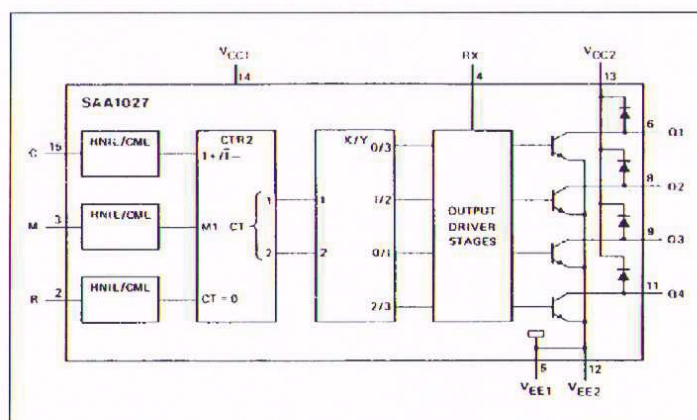 VCC1 RX VCC2
14 4 13
SAA1027
CTR2 X/Y
C 15 HNIL/CML 1+/1− 0/3 6 Q1
8 Q2
M 3 HNIL/CML M1 CT 1 1 1/2 OUTPUT
DRIVER
STAGES
2 2 0/1 9 Q3
R 2 HNIL/CML CT = 0 2/3 11 Q4
5 12
VEE1 VEE2